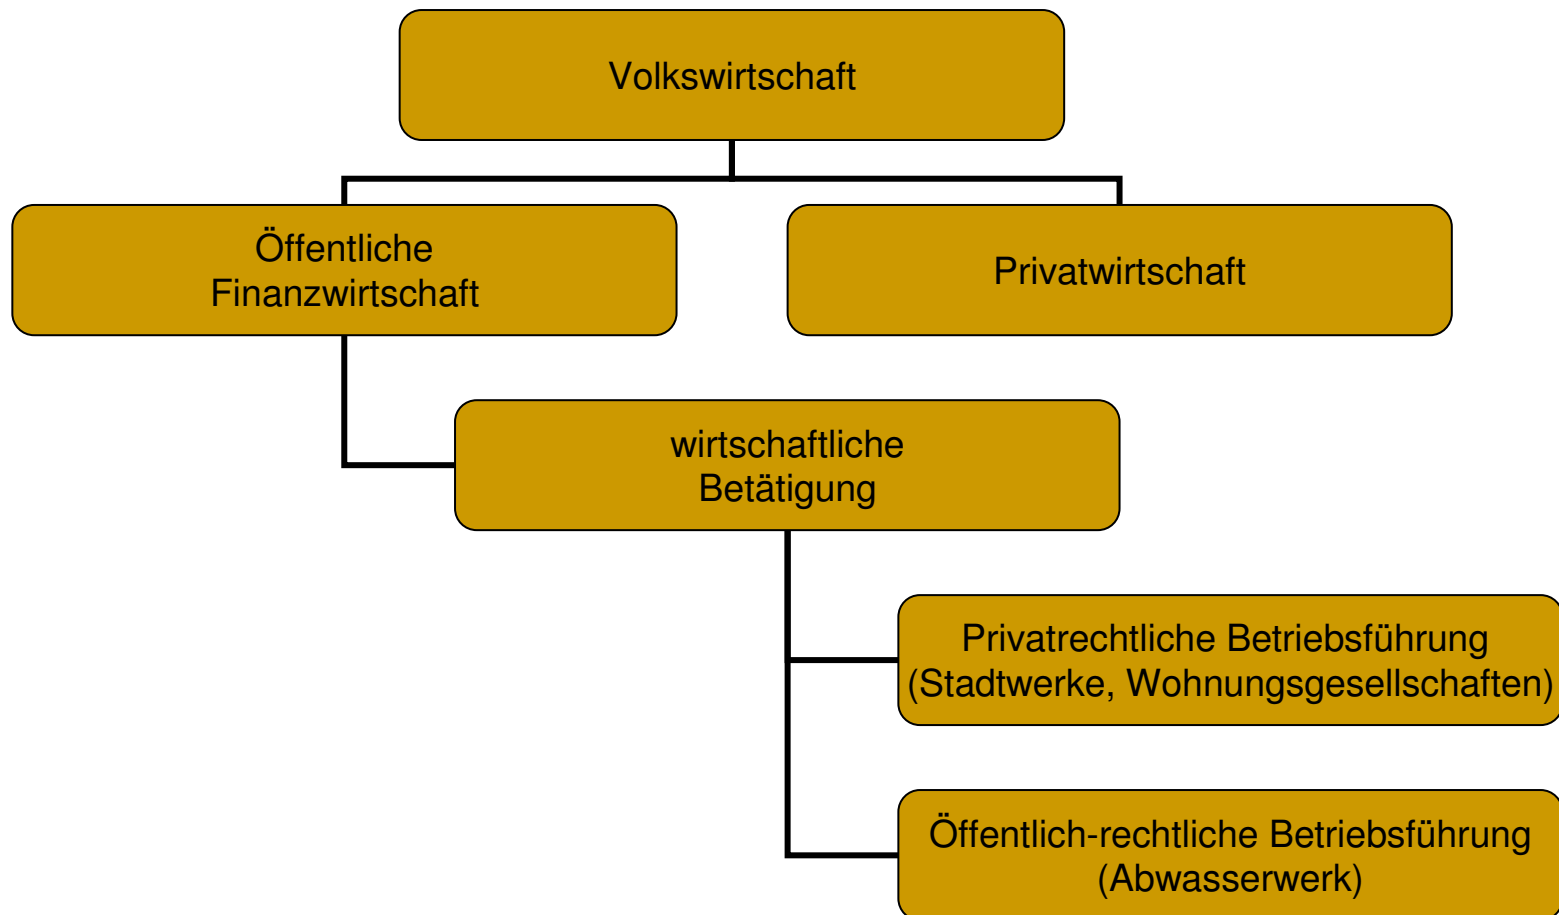 Volkswirtschaft
Öffentliche
Finanzwirtschaft
Privatwirtschaft
wirtschaftliche
Betätigung
Privatrechtliche Betriebsführung
(Stadtwerke, Wohnungsgesellschaften)
Öffentlich-rechtliche Betriebsführung
(Abwasserwerk)